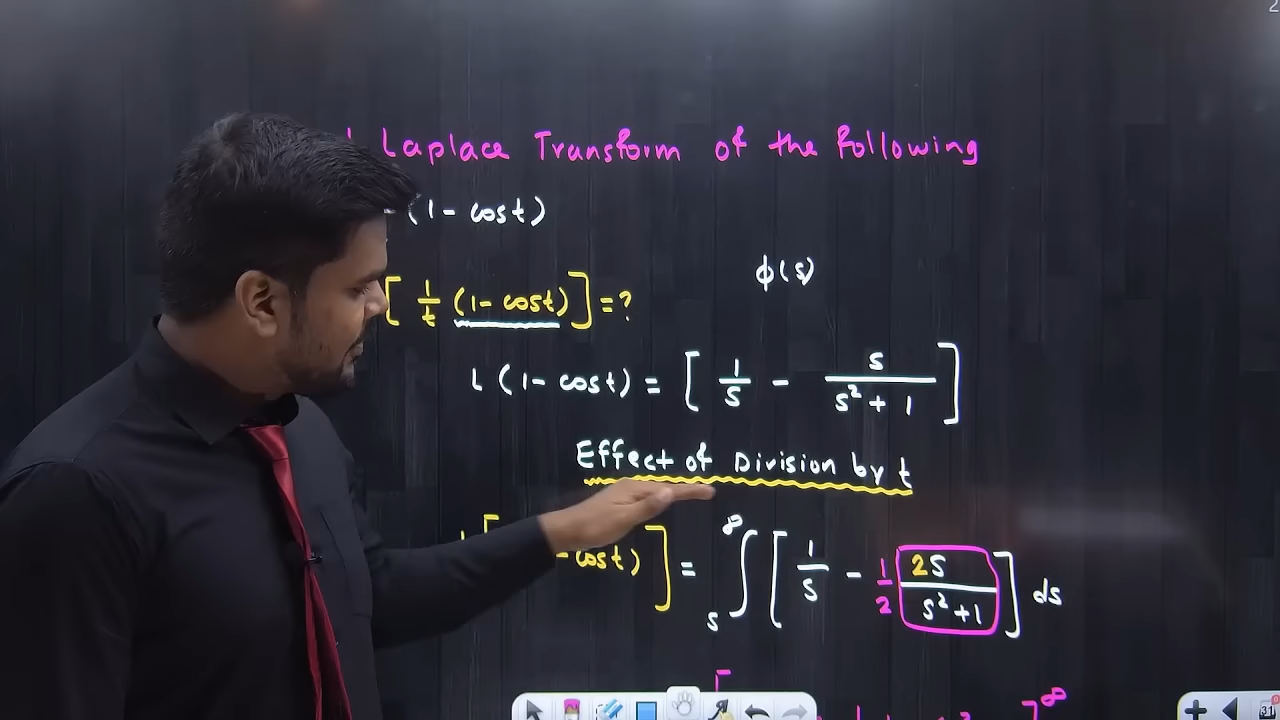 Laplace Transform of the Following
(1 - cost)
[ 1/t (1 - cost) ] = ?
φ(s)
L (1 - cost) = [ 1/s - s/(s² + 1) ]
Effect of Division by t
cost) ] = ∫ₛ^∞ [ 1/s - 1/2 2s/(s²+1) ] ds